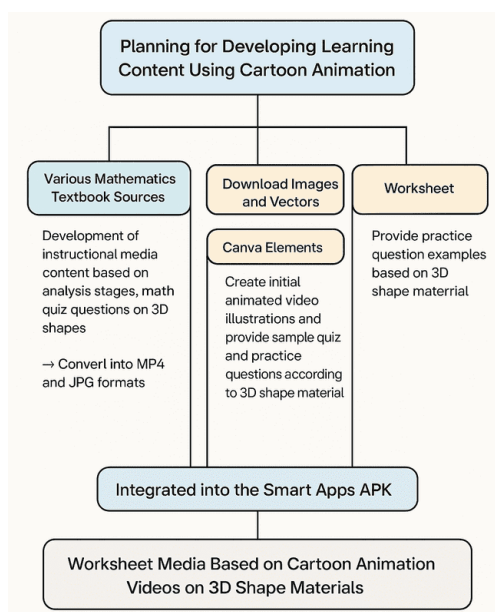 Planning for Developing Learning
Content Using Cartoon Animation
Various Mathematics
Textbook Sources
Development of
instructional media
content based on
analysis stages, math
quiz questions on 3D
shapes
→ Converl into MP4
and JPG formats
Download Images
and Vectors
Canva Elements
Create initial
animated video
illustrations and
provide sample quiz
and practice
questions according
to 3D shape material
Worksheet
Provide practice
question examples
based on 3D
shape materrial
Integrated into the Smart Apps APK
Worksheet Media Based on Cartoon Animation
Videos on 3D Shape Materials